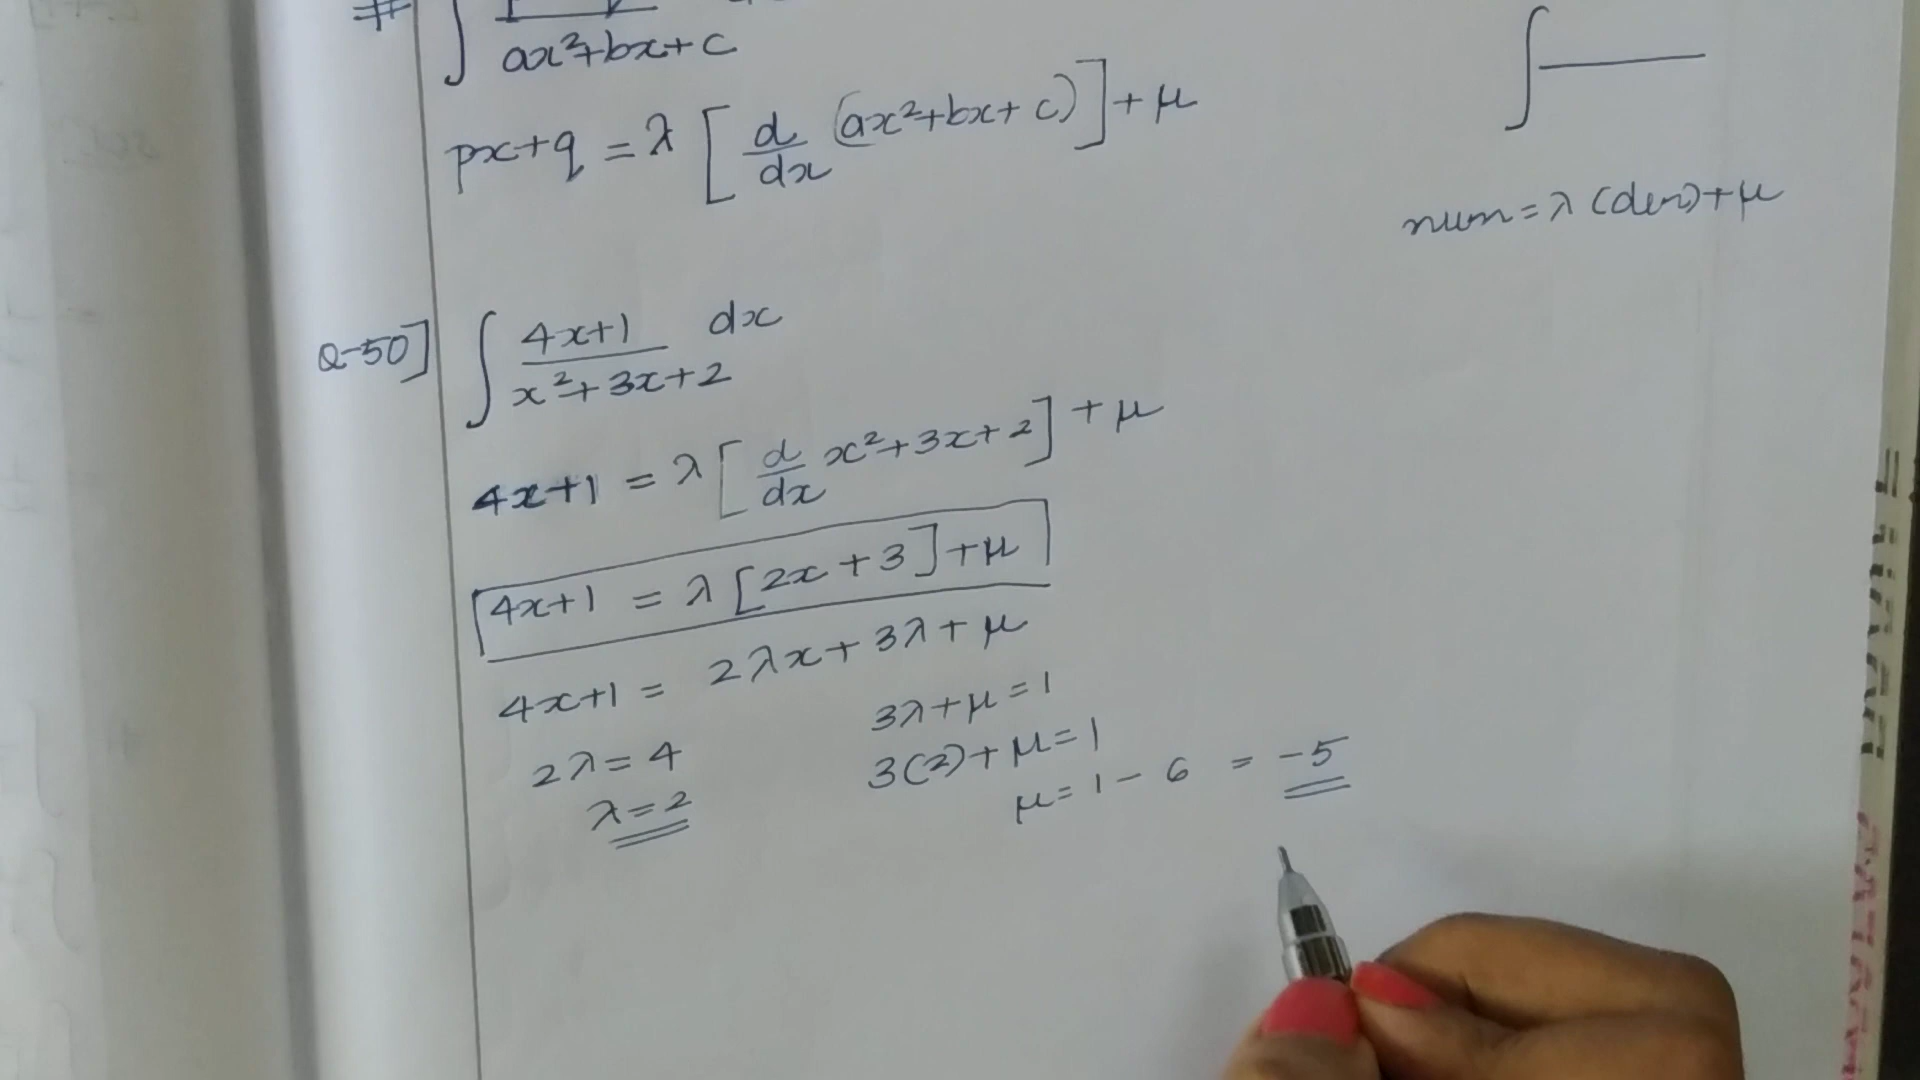 #
∫ ax²+bx+c
px+q = λ [ d/dx (ax²+bx+c) ] + μ
∫
num = λ (den) + μ
Q-50] ∫ 4x+1 / x²+3x+2 dx
4x+1 = λ [ d/dx x²+3x+2 ] + μ
4x+1 = λ [2x+3] + μ
4x+1 = 2λx + 3λ + μ
2λ = 4
λ = 2
3λ + μ = 1
3(2) + μ = 1
μ = 1 - 6 = -5